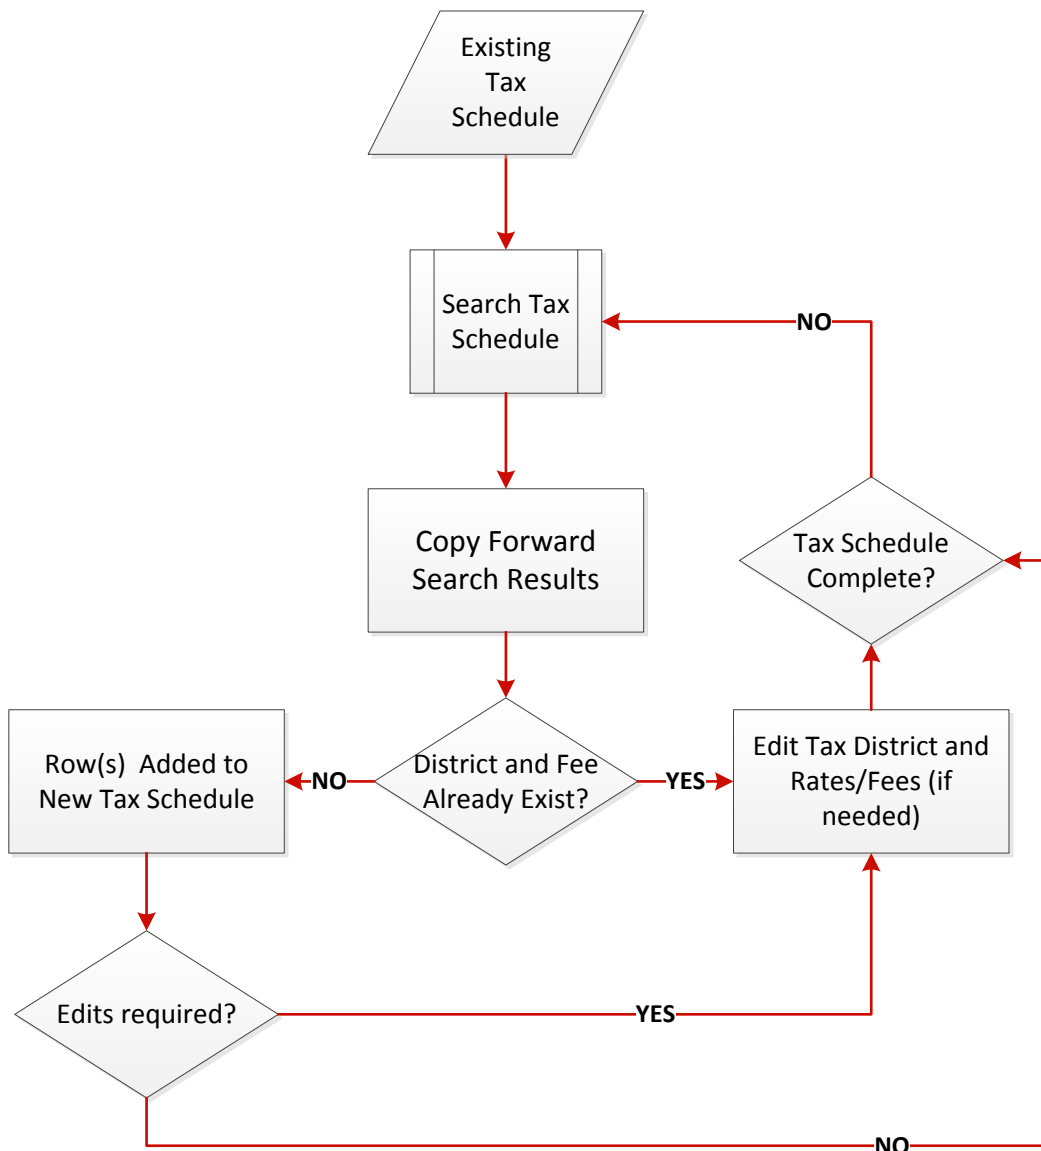 Existing
Tax
Schedule
Search Tax
Schedule
NO
Copy Forward
Search Results
Tax Schedule
Complete?
Row(s)  Added to
New Tax Schedule
NO
District and Fee
Already Exist?
YES
Edit Tax District and
Rates/Fees (if
needed)
Edits required?
YES
NO